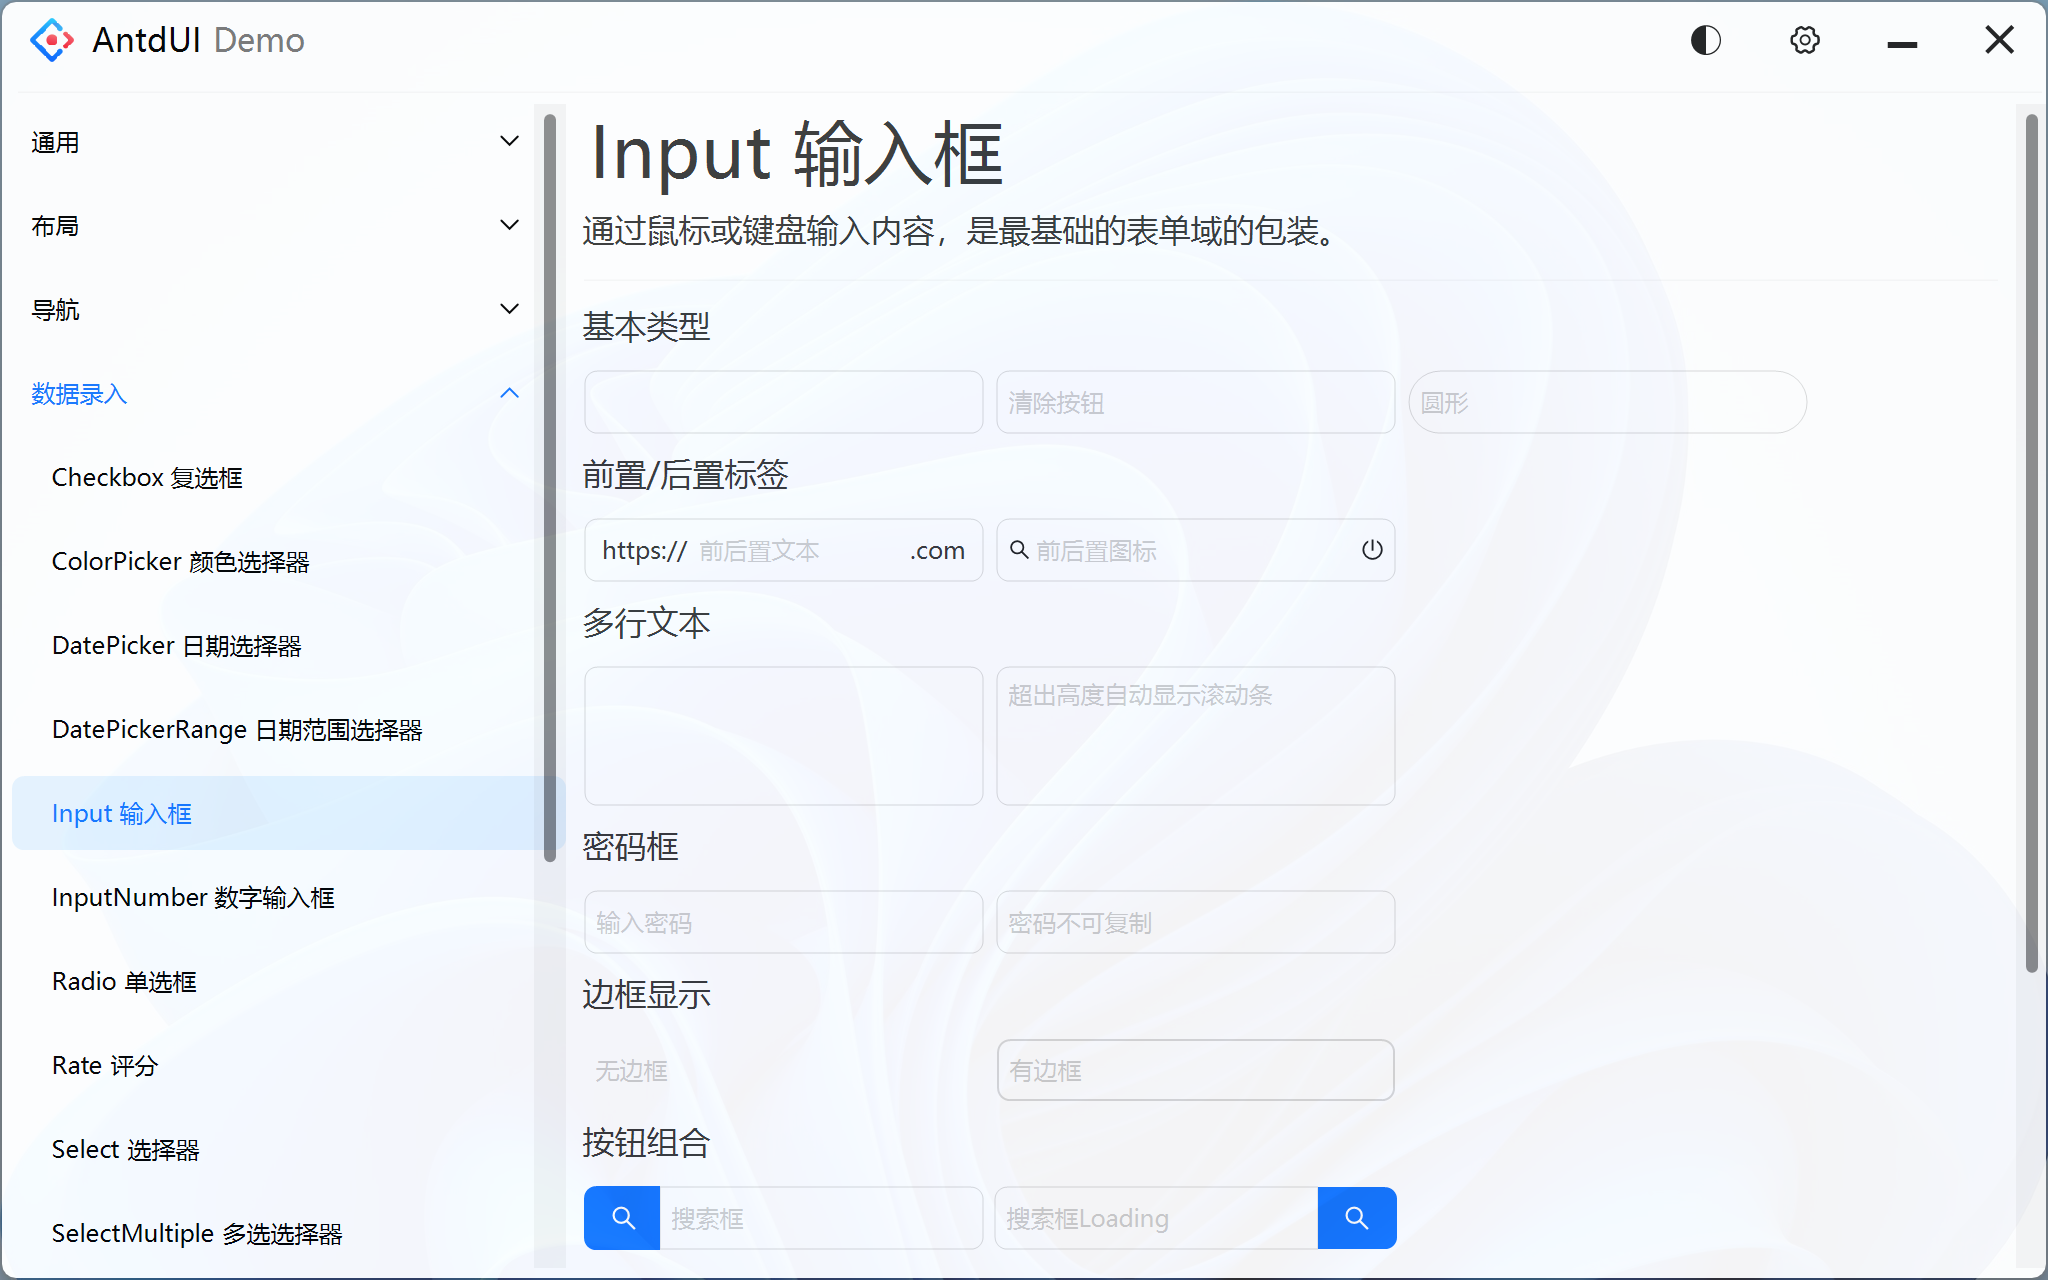 AntdUI Demo
通用
布局
导航
数据录入
Checkbox 复选框
ColorPicker 颜色选择器
DatePicker 日期选择器
DatePickerRange 日期范围选择器
Input 输入框
InputNumber 数字输入框
Radio 单选框
Rate 评分
Select 选择器
SelectMultiple 多选选择器
Input 输入框
通过鼠标或键盘输入内容，是最基础的表单域的包装。
基本类型
清除按钮
圆形
前置/后置标签
https:// 前后置文本 .com
前后置图标
多行文本
超出高度自动显示滚动条
密码框
输入密码
密码不可复制
边框显示
无边框
有边框
按钮组合
搜索框
搜索框Loading